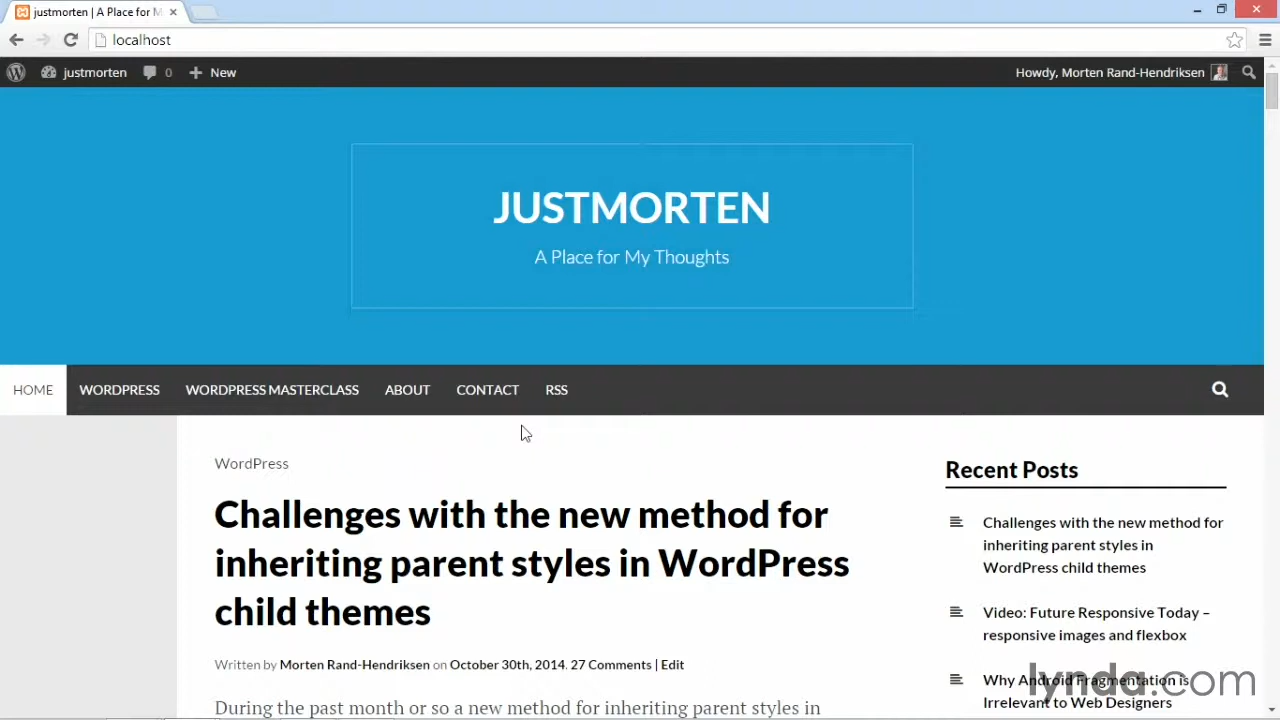 justmorten | A Place for M
localhost
justmorten 0 New Howdy, Morten Rand-Hendriksen
JUSTMORTEN
A Place for My Thoughts
HOME WORDPRESS WORDPRESS MASTERCLASS ABOUT CONTACT RSS
WordPress
Challenges with the new method for
inheriting parent styles in WordPress
child themes
Written by Morten Rand-Hendriksen on October 30th, 2014. 27 Comments | Edit
During the past month or so a new method for inheriting parent styles in
Recent Posts
Challenges with the new method for
inheriting parent styles in
WordPress child themes
Video: Future Responsive Today –
responsive images and flexbox
Why Android Fragmentation is
Irrelevant to Web Designers
lynda.com